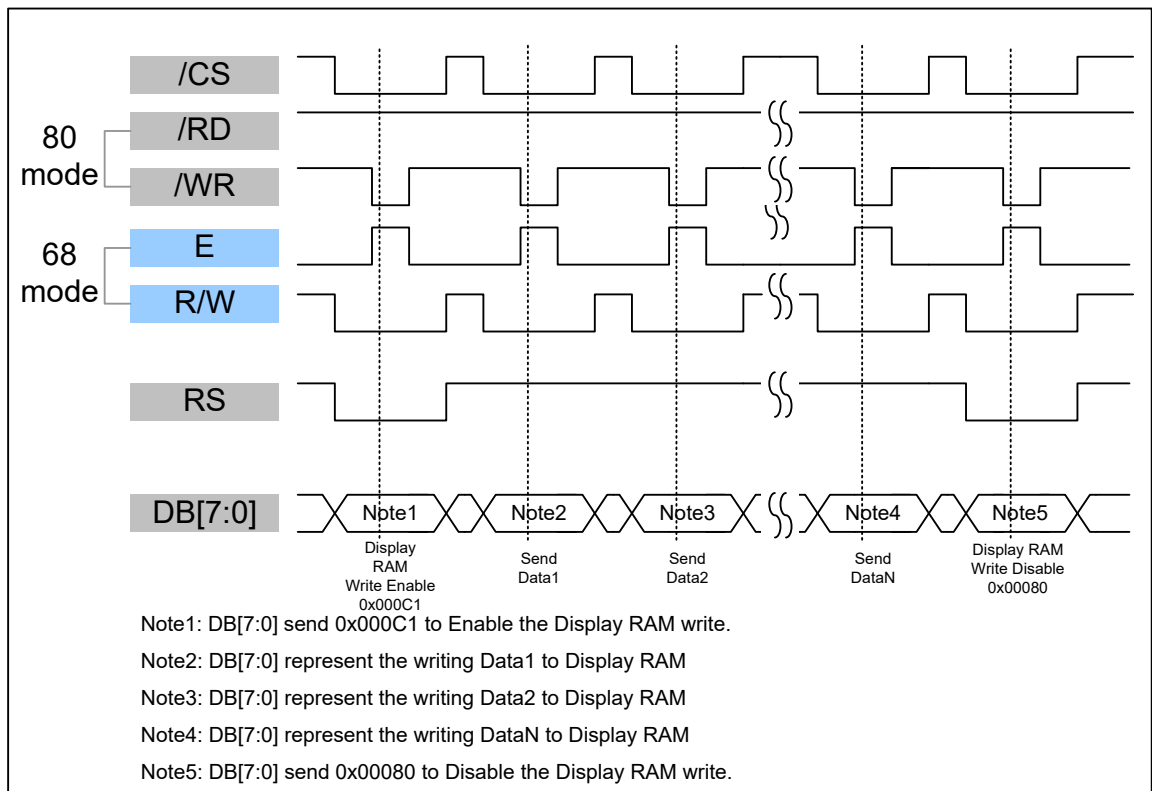 /CS
80
mode
/RD
/WR
68
mode
E
R/W
RS
DB[7:0]
Note1
Note2
Note3
Note4
Note5
Display
RAM
Write Enable
0x000C1
Send
Data1
Send
Data2
Send
DataN
Display RAM
Write Disable
0x00080
Note1: DB[7:0] send 0x000C1 to Enable the Display RAM write.
Note2: DB[7:0] represent the writing Data1 to Display RAM
Note3: DB[7:0] represent the writing Data2 to Display RAM
Note4: DB[7:0] represent the writing DataN to Display RAM
Note5: DB[7:0] send 0x00080 to Disable the Display RAM write.